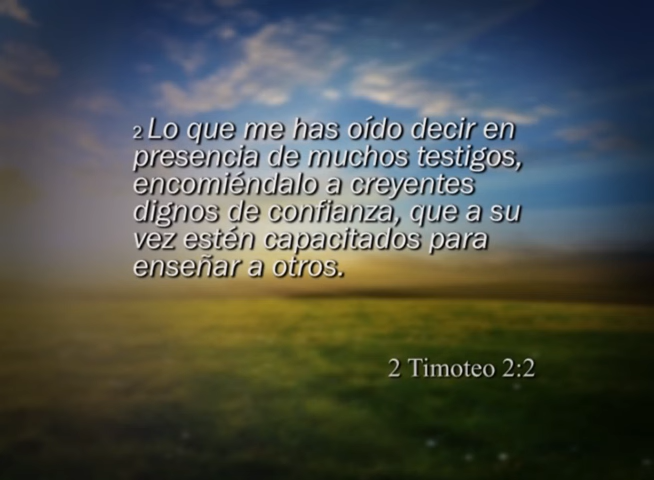 2 Lo que me has oído decir en
presencia de muchos testigos,
encomiéndalo a creyentes
dignos de confianza, que a su
vez estén capacitados para
enseñar a otros.
2 Timoteo 2:2